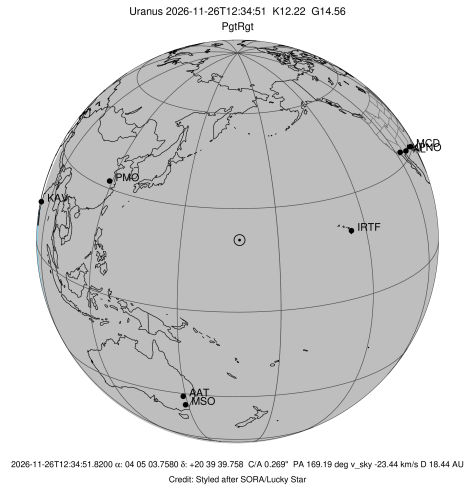 Uranus 2026-11-26T12:34:51 K12.22 G14.56
PgtRgt
MCD
PMO
KAV
IRTF
AAT
MSO
2026-11-26T12:34:51.8200 α: 04 05 03.7580 δ: +20 39 39.758 C/A 0.269" PA 169.19 deg v_sky -23.44 km/s D 18.44 AU
Credit: Styled after SORA/Lucky Star